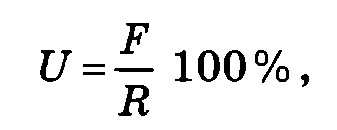 U = F/R 100%,